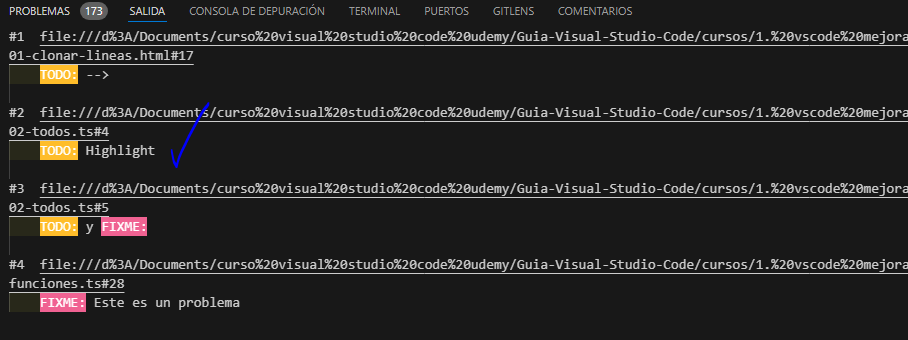 PROBLEMAS 173 SALIDA CONSOLA DE DEPURACIÓN TERMINAL PUERTOS GITLENS COMENTARIOS
#1 file:///d%3A/Documents/curso%20visual%20studio%20code%20udemy/Guia-Visual-Studio-Code/cursos/1.%20vscode%20mejora
01-clonar-lineas.html#17
TODO: -->
#2 file:///d%3A/Documents/curso%20visual%20studio%20code%20udemy/Guia-Visual-Studio-Code/cursos/1.%20vscode%20mejora
02-todos.ts#4
TODO: Highlight
#3 file:///d%3A/Documents/curso%20visual%20studio%20code%20udemy/Guia-Visual-Studio-Code/cursos/1.%20vscode%20mejora
02-todos.ts#5
TODO: y FIXME:
#4 file:///d%3A/Documents/curso%20visual%20studio%20code%20udemy/Guia-Visual-Studio-Code/cursos/1.%20vscode%20mejora
funciones.ts#28
FIXME: Este es un problema